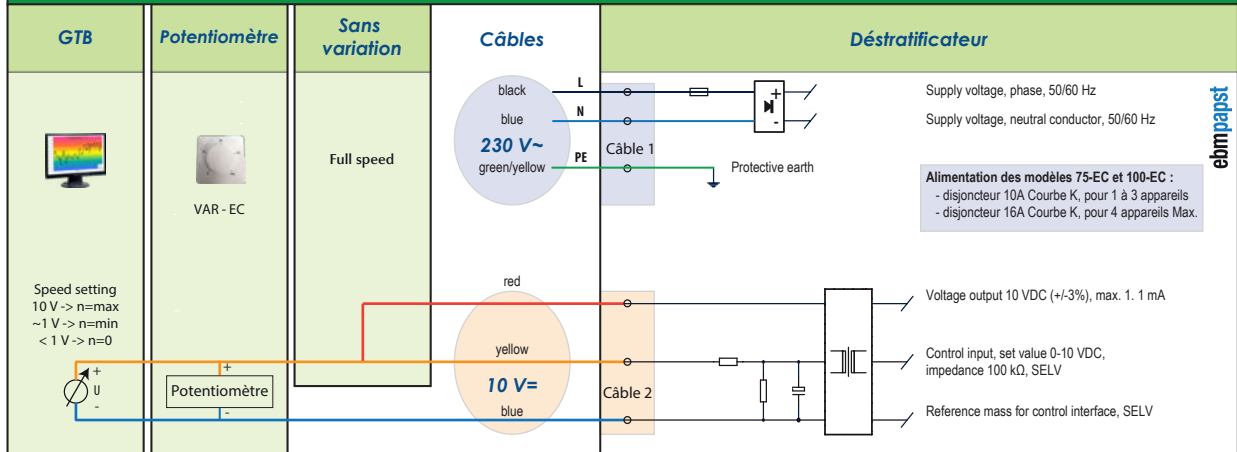 GTB
Potentiomètre
Sans
variation
Câbles
Déstratificateur
VAR - EC
Full speed
black
L
blue
N
230 V~
green/yellow
PE
Câble 1
+
-
Protective earth
Supply voltage, phase, 50/60 Hz
Supply voltage, neutral conductor, 50/60 Hz
Alimentation des modèles 75-EC et 100-EC :
- disjoncteur 10A Courbe K, pour 1 à 3 appareils
- disjoncteur 16A Courbe K, pour 4 appareils Max.
ebmpapst
Speed setting
10 V -> n=max
~1 V -> n=min
< 1 V -> n=0
+
U
-
+
Potentiomètre
-
red
yellow
10 V=
blue
Câble 2
Voltage output 10 VDC (+/-3%), max. 1. 1 mA
Control input, set value 0-10 VDC,
impedance 100 kΩ, SELV
Reference mass for control interface, SELV